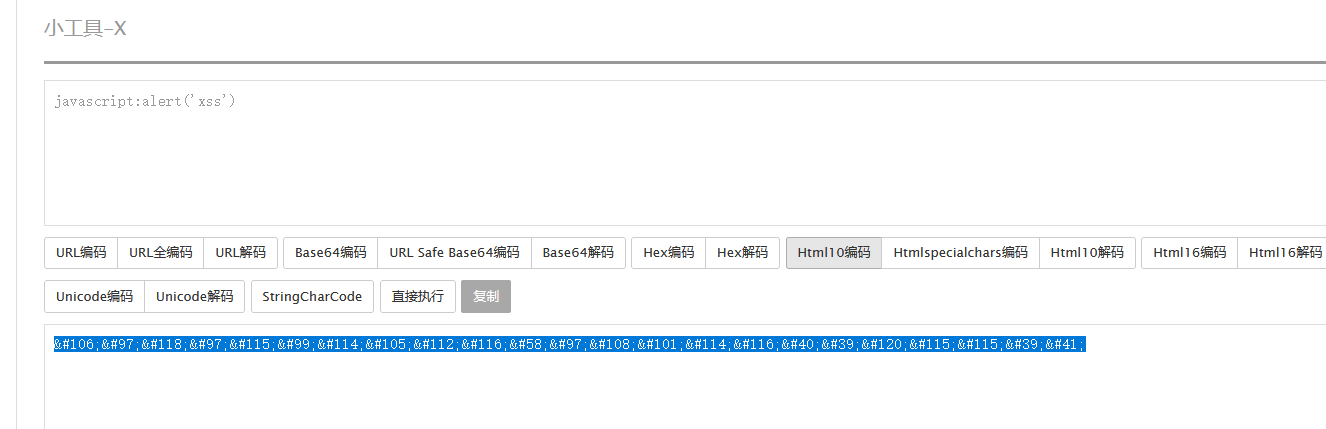 小工具-X
javascript:alert('xss')
URL编码 URL全编码 URL解码 Base64编码 URL Safe Base64编码 Base64解码 Hex编码 Hex解码 Html10编码 Htmlspecialchars编码 Html10解码 Html16编码 Html16解码
Unicode编码 Unicode解码 StringCharCode 直接执行 复制
&#106;&#97;&#118;&#97;&#115;&#99;&#114;&#105;&#112;&#116;&#58;&#97;&#108;&#101;&#114;&#116;&#40;&#39;&#120;&#115;&#115;&#39;&#41;